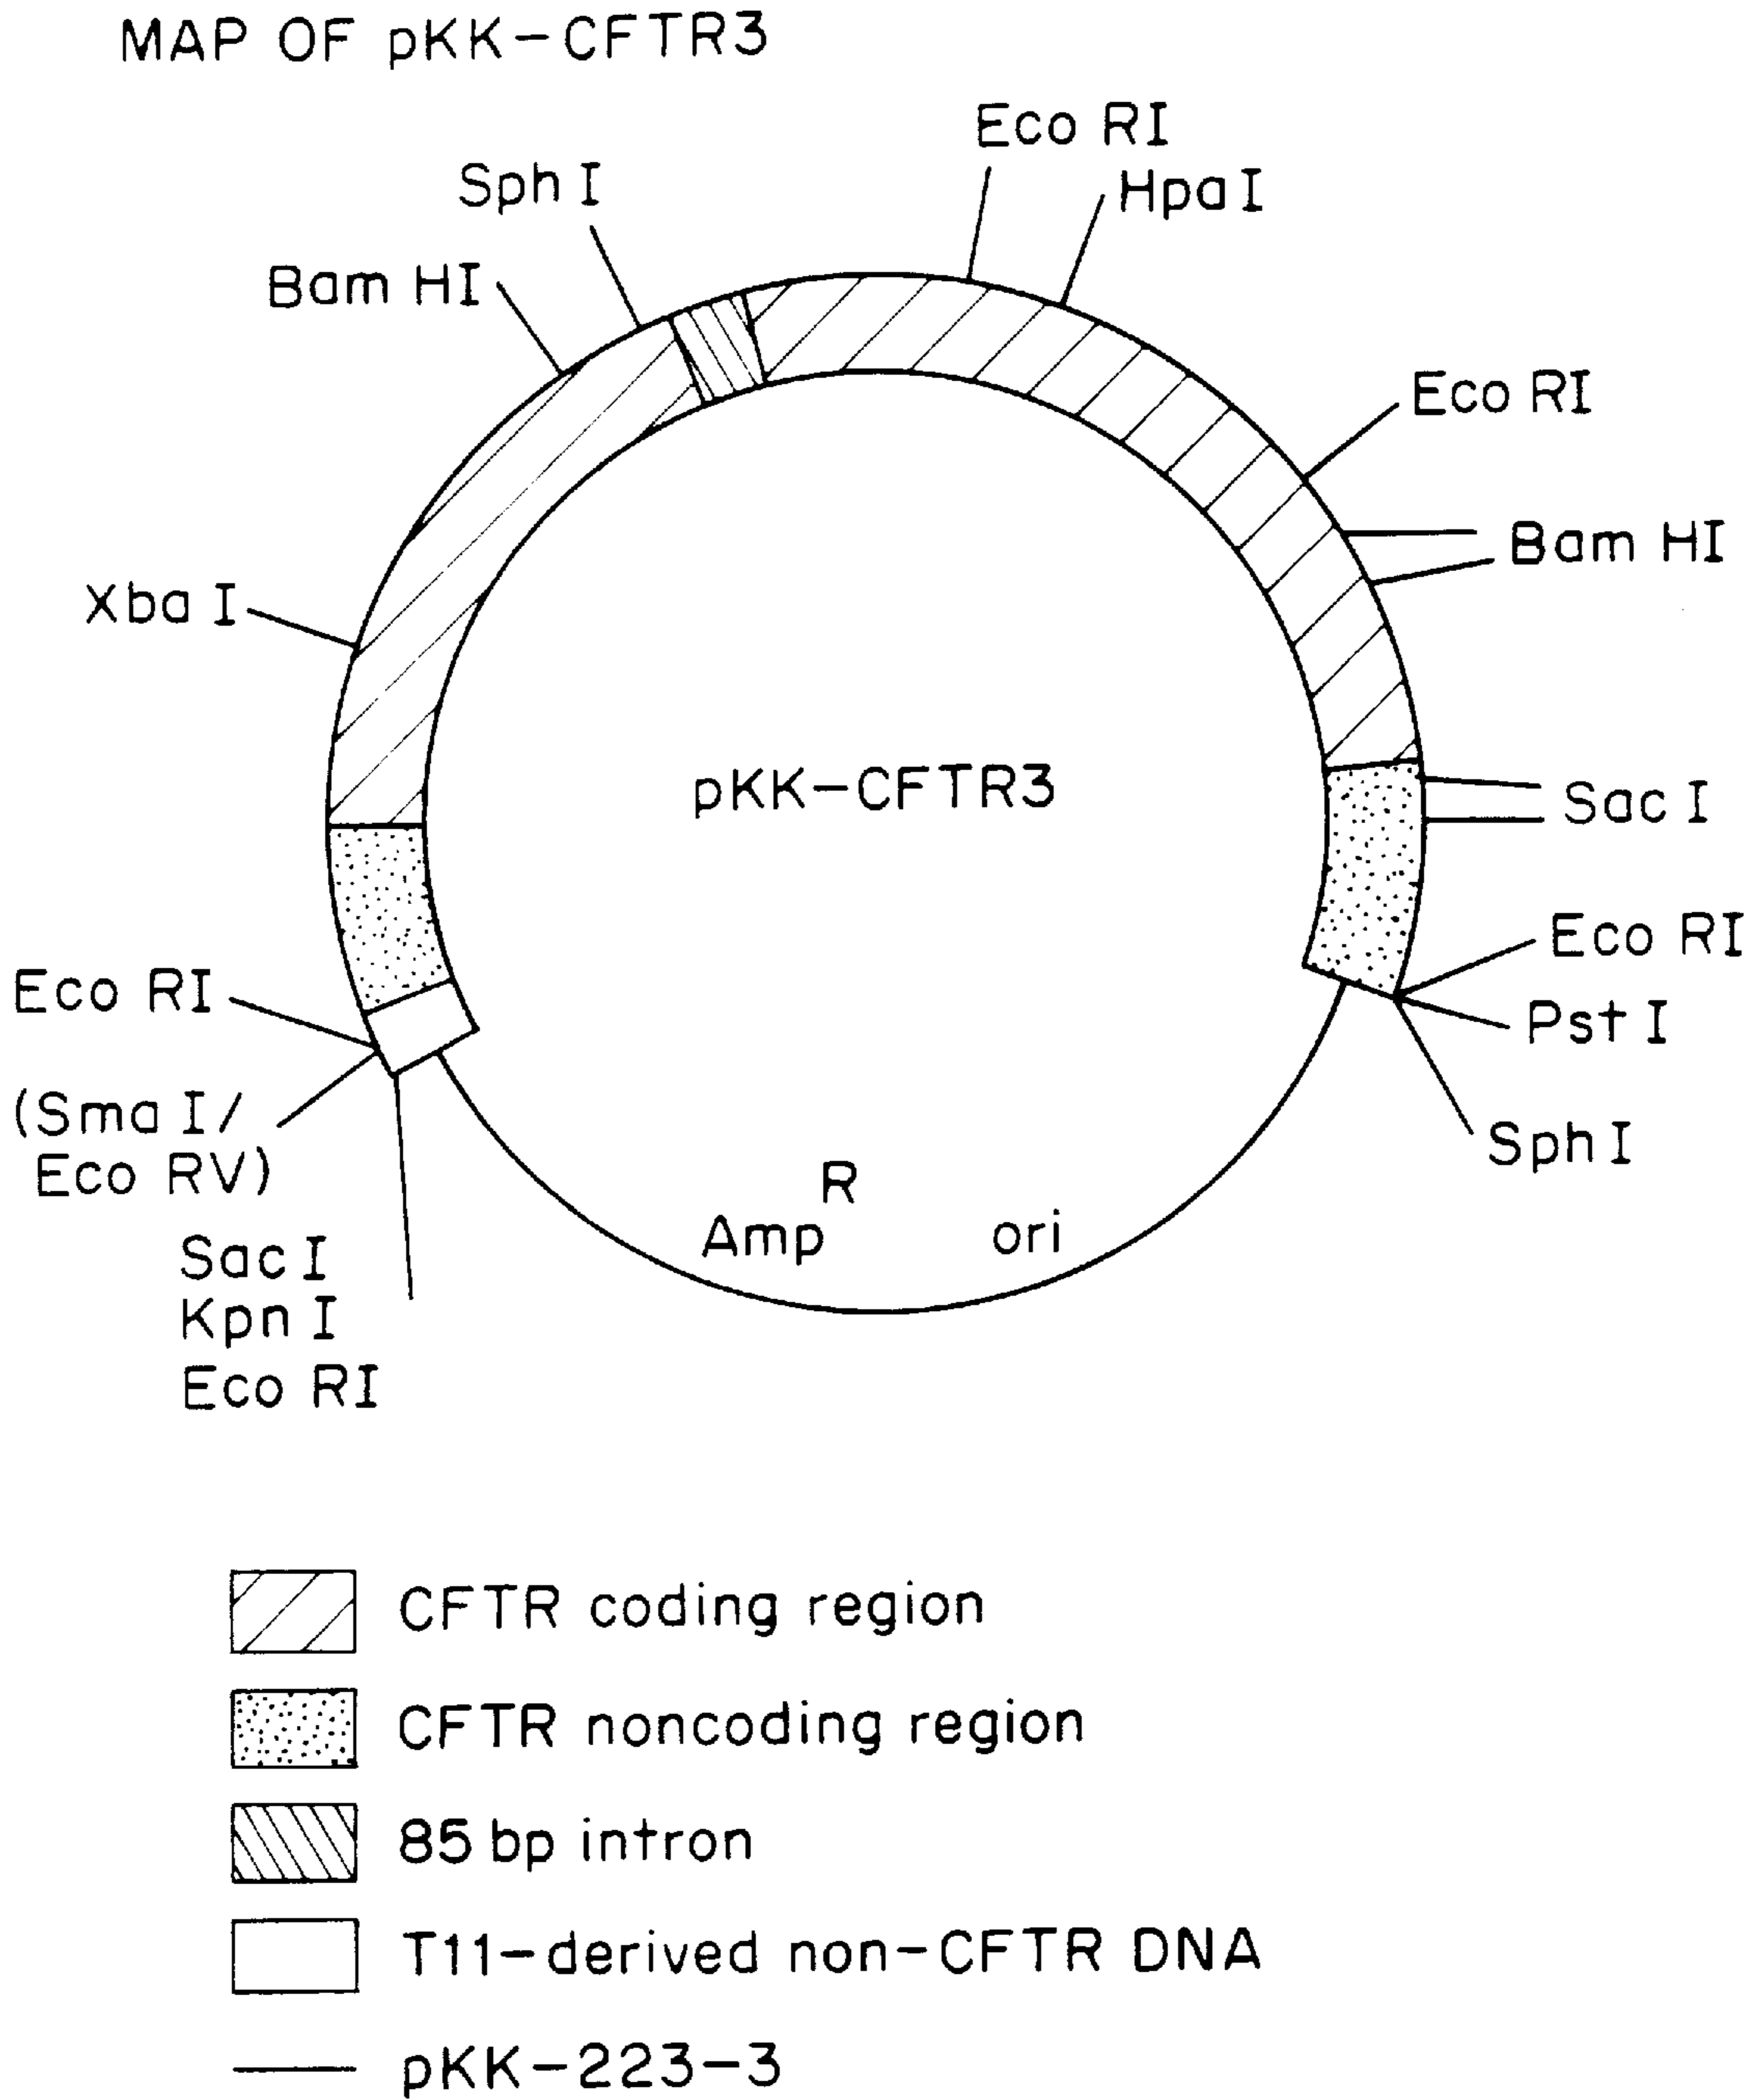 MAP OF pKK-CFTR3
Eco RI
Hpa I
Sph I
Bam HI
Eco RI
Bam HI
Xba I
pKK-CFTR3
Sac I
Eco RI
Eco RI
Pst I
(Sma I/
Eco RV)
Sph I
Amp R
ori
Sac I
Kpn I
Eco RI
CFTR coding region
CFTR noncoding region
85 bp intron
T11-derived non-CFTR DNA
pKK-223-3